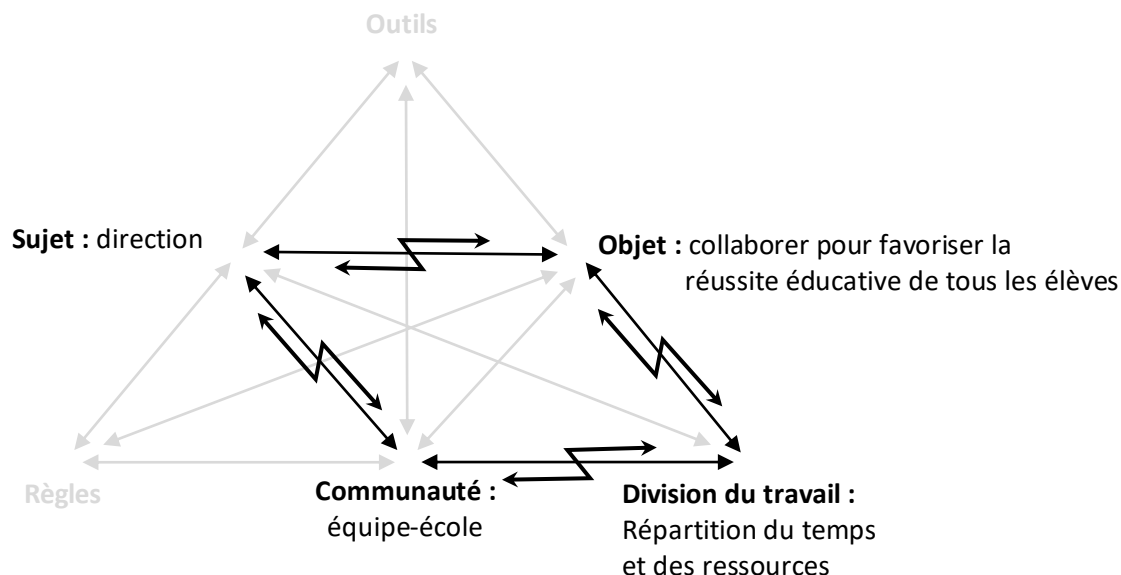 Outils
Sujet : direction
Objet : collaborer pour favoriser la
réussite éducative de tous les élèves
Règles
Communauté :
équipe-école
Division du travail :
Répartition du temps
et des ressources